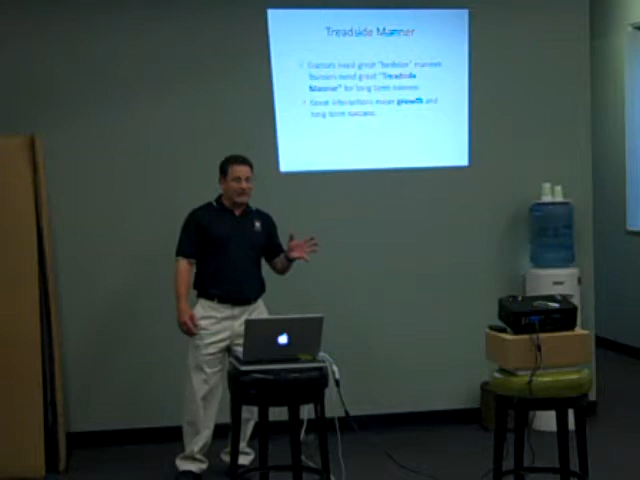 Treadside Manner
Doctors need great "bedside" manner
Runners need great "Treadside
Manner" for long term success
Great interactions mean growth and
long term success